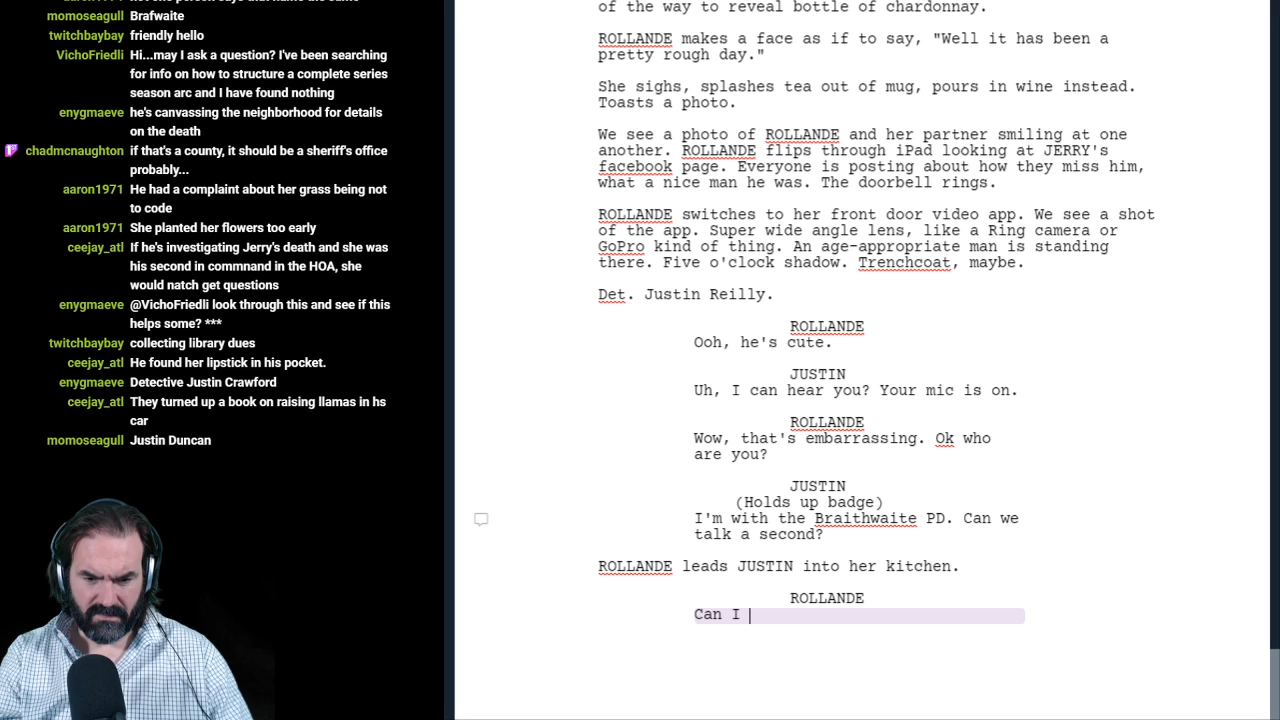 not one person says that name the same
momoseagull Brafwaite
twitchbaybay friendly hello
VichoFriedli Hi...may I ask a question? I've been searching
for info on how to structure a complete series
season arc and I have found nothing
enygmaeve he's canvassing the neighborhood for details
on the death
chadmcnaughton if that's a county, it should be a sheriff's office
probably...
aaron1971 He had a complaint about her grass being not
to code
aaron1971 She planted her flowers too early
ceejay_atl If he's investigating Jerry's death and she was
his second in commnand in the HOA, she
would natch get questions
enygmaeve @VichoFriedli look through this and see if this
helps some? ***
twitchbaybay collecting library dues
ceejay_atl He found her lipstick in his pocket.
enygmaeve Detective Justin Crawford
ceejay_atl They turned up a book on raising llamas in hs
car
momoseagull Justin Duncan
of the way to reveal bottle of chardonnay.
ROLLANDE makes a face as if to say, "Well it has been a
pretty rough day."
She sighs, splashes tea out of mug, pours in wine instead.
Toasts a photo.
We see a photo of ROLLANDE and her partner smiling at one
another. ROLLANDE flips through iPad looking at JERRY's
facebook page. Everyone is posting about how they miss him,
what a nice man he was. The doorbell rings.
ROLLANDE switches to her front door video app. We see a shot
of the app. Super wide angle lens, like a Ring camera or
GoPro kind of thing. An age-appropriate man is standing
there. Five o'clock shadow. Trenchcoat, maybe.
Det. Justin Reilly.
ROLLANDE
Ooh, he's cute.
JUSTIN
Uh, I can hear you? Your mic is on.
ROLLANDE
Wow, that's embarrassing. Ok who
are you?
JUSTIN
(Holds up badge)
I'm with the Braithwaite PD. Can we
talk a second?
ROLLANDE leads JUSTIN into her kitchen.
ROLLANDE
Can I